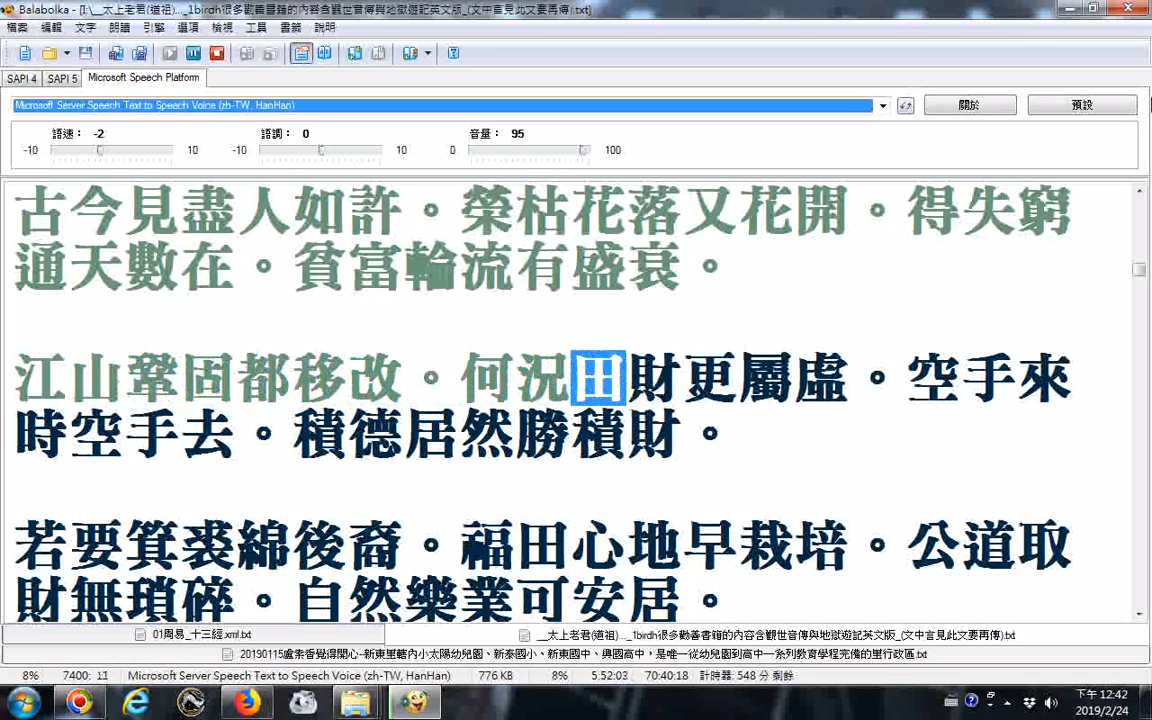 Balabolka - [I:\__太上老君(道祖)..._1birdh很多勸善書籍的內容含觀世音傳與地獄遊記英文版_(文中言見此文要再傳).txt]
檔案 編輯 文字 朗讀 引擎 選項 檢視 工具 書籤 說明
SAPI 4 SAPI 5 Microsoft Speech Platform
Microsoft Server Speech Text to Speech Voice (zh-TW, HanHan) 關於 預設
語速： -2 語調： 0 音量： 95
-10 10 -10 10 0 100
古今見盡人如許。榮枯花落又花開。得失窮
通天數在。貧富輪流有盛衰。
江山鞏固都移改。何況田財更屬虛。空手來
時空手去。積德居然勝積財。
若要箕裘綿後裔。福田心地早栽培。公道取
財無瑣碎。自然樂業可安居。
01周易_十三經.xml.txt __太上老君(道祖)..._1birdh很多勸善書籍的內容含觀世音傳與地獄遊記英文版_(文中言見此文要再傳).txt
20190115盧素香覺得開心-新東里轄內小太陽幼兒園、新泰國小、新東國中、興國高中，是唯一從幼兒園到高中一系列教育學程完備的里行政區.txt
8% 7400: 11 Microsoft Server Speech Text to Speech Voice (zh-TW, HanHan) 776 KB 8% 5:52:03 70:40:18 計時器: 548 分 剩餘
下午 12:42
2019/2/24